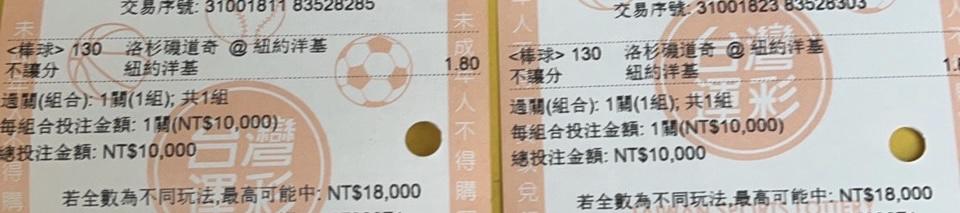 交易序號: 31001811 83528285
<棒球> 130 洛杉磯道奇 @ 紐約洋基
不讓分 紐約洋基 1.80
過關(組合): 1關(1組); 共1組
每組合投注金額: 1關(NT$10,000)
總投注金額: NT$10,000
若全數為不同玩法,最高可能中: NT$18,000
未成年人不得購
台灣運彩
交易序號: 31001823 83528303
<棒球> 130 洛杉磯道奇 @ 紐約洋基
不讓分 紐約洋基
過關(組合): 1關(1組); 共1組
每組合投注金額: 1關(NT$10,000)
總投注金額: NT$10,000
若全數為不同玩法,最高可能中: NT$18,000
台灣運彩